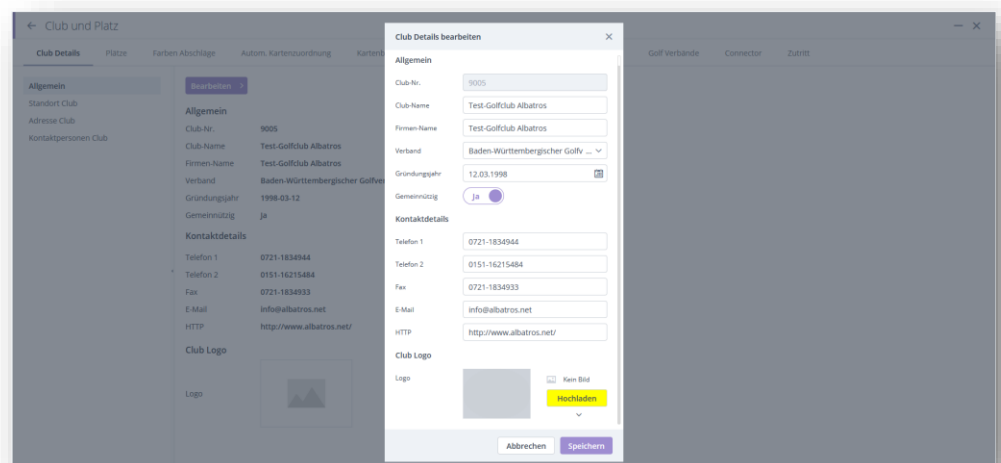 Club und Platz
Club Details Plätze Farben Abschläge Autom. Kartenzuordnung Golf Verbände Connector Zutritt
Allgemein
Standort Club
Adresse Club
Kontaktpersonen Club
Bearbeiten
Allgemein
Club-Nr. 9005
Club-Name Test-Golfclub Albatros
Firmen-Name Test-Golfclub Albatros
Verband Baden-Württembergischer Golfver
Gründungsjahr 1998-03-12
Gemeinnützig Ja
Kontaktdetails
Telefon 1 0721-1834944
Telefon 2 0151-16215484
Fax 0721-1834933
E-Mail info@albatros.net
HTTP http://www.albatros.net/
Club Logo
Logo
Club Details bearbeiten
Allgemein
Club-Nr. 9005
Club-Name Test-Golfclub Albatros
Firmen-Name Test-Golfclub Albatros
Verband Baden-Württembergischer Golfv ...
Gründungsjahr 12.03.1998
Gemeinnützig Ja
Kontaktdetails
Telefon 1 0721-1834944
Telefon 2 0151-16215484
Fax 0721-1834933
E-Mail info@albatros.net
HTTP http://www.albatros.net/
Club Logo
Logo Kein Bild
Hochladen
Abbrechen Speichern